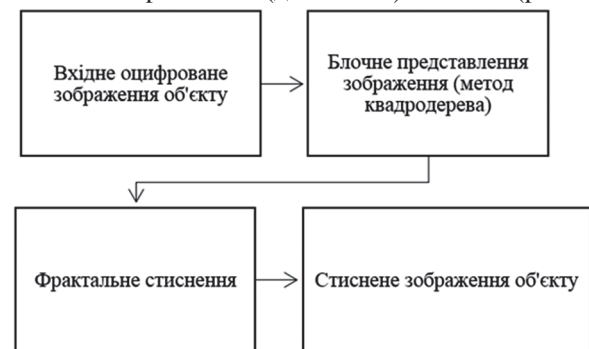 Вхідне оцифроване
зображення об'єкту
Блочне представлення
зображення (метод
квадродерева)
Фрактальне стиснення
Стиснене зображення об'єкту